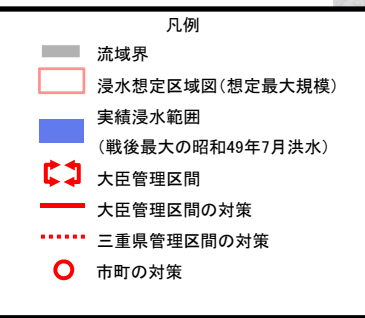 凡例
流域界
浸水想定区域図（想定最大規模）
実績浸水範囲
（戦後最大の昭和49年7月洪水）
大臣管理区間
大臣管理区間の対策
三重県管理区間の対策
市町の対策